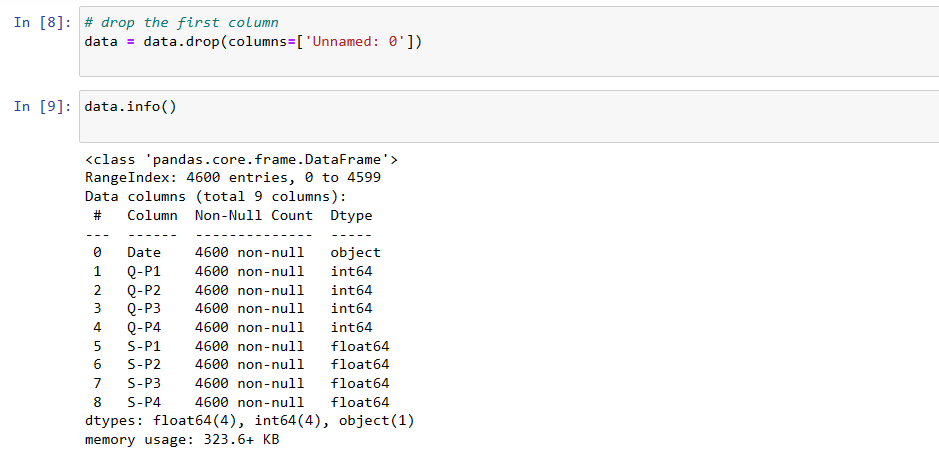 In [8]: # drop the first column
data = data.drop(columns=['Unnamed: 0'])
In [9]: data.info()
<class 'pandas.core.frame.DataFrame'>
RangeIndex: 4600 entries, 0 to 4599
Data columns (total 9 columns):
 #   Column  Non-Null Count  Dtype
---  ------  --------------  -----
 0   Date    4600 non-null   object
 1   Q-P1    4600 non-null   int64
 2   Q-P2    4600 non-null   int64
 3   Q-P3    4600 non-null   int64
 4   Q-P4    4600 non-null   int64
 5   S-P1    4600 non-null   float64
 6   S-P2    4600 non-null   float64
 7   S-P3    4600 non-null   float64
 8   S-P4    4600 non-null   float64
dtypes: float64(4), int64(4), object(1)
memory usage: 323.6+ KB